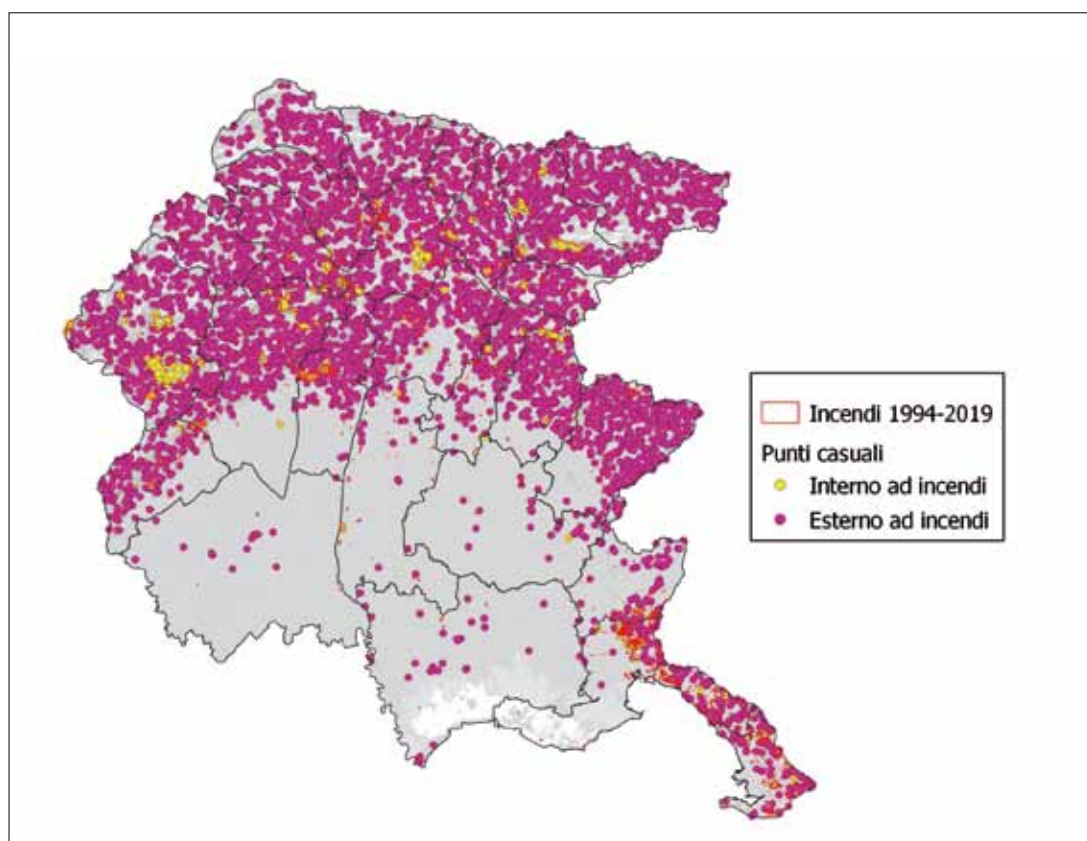 Incendi 1994-2019
Punti casuali
Interno ad incendi
Esterno ad incendi